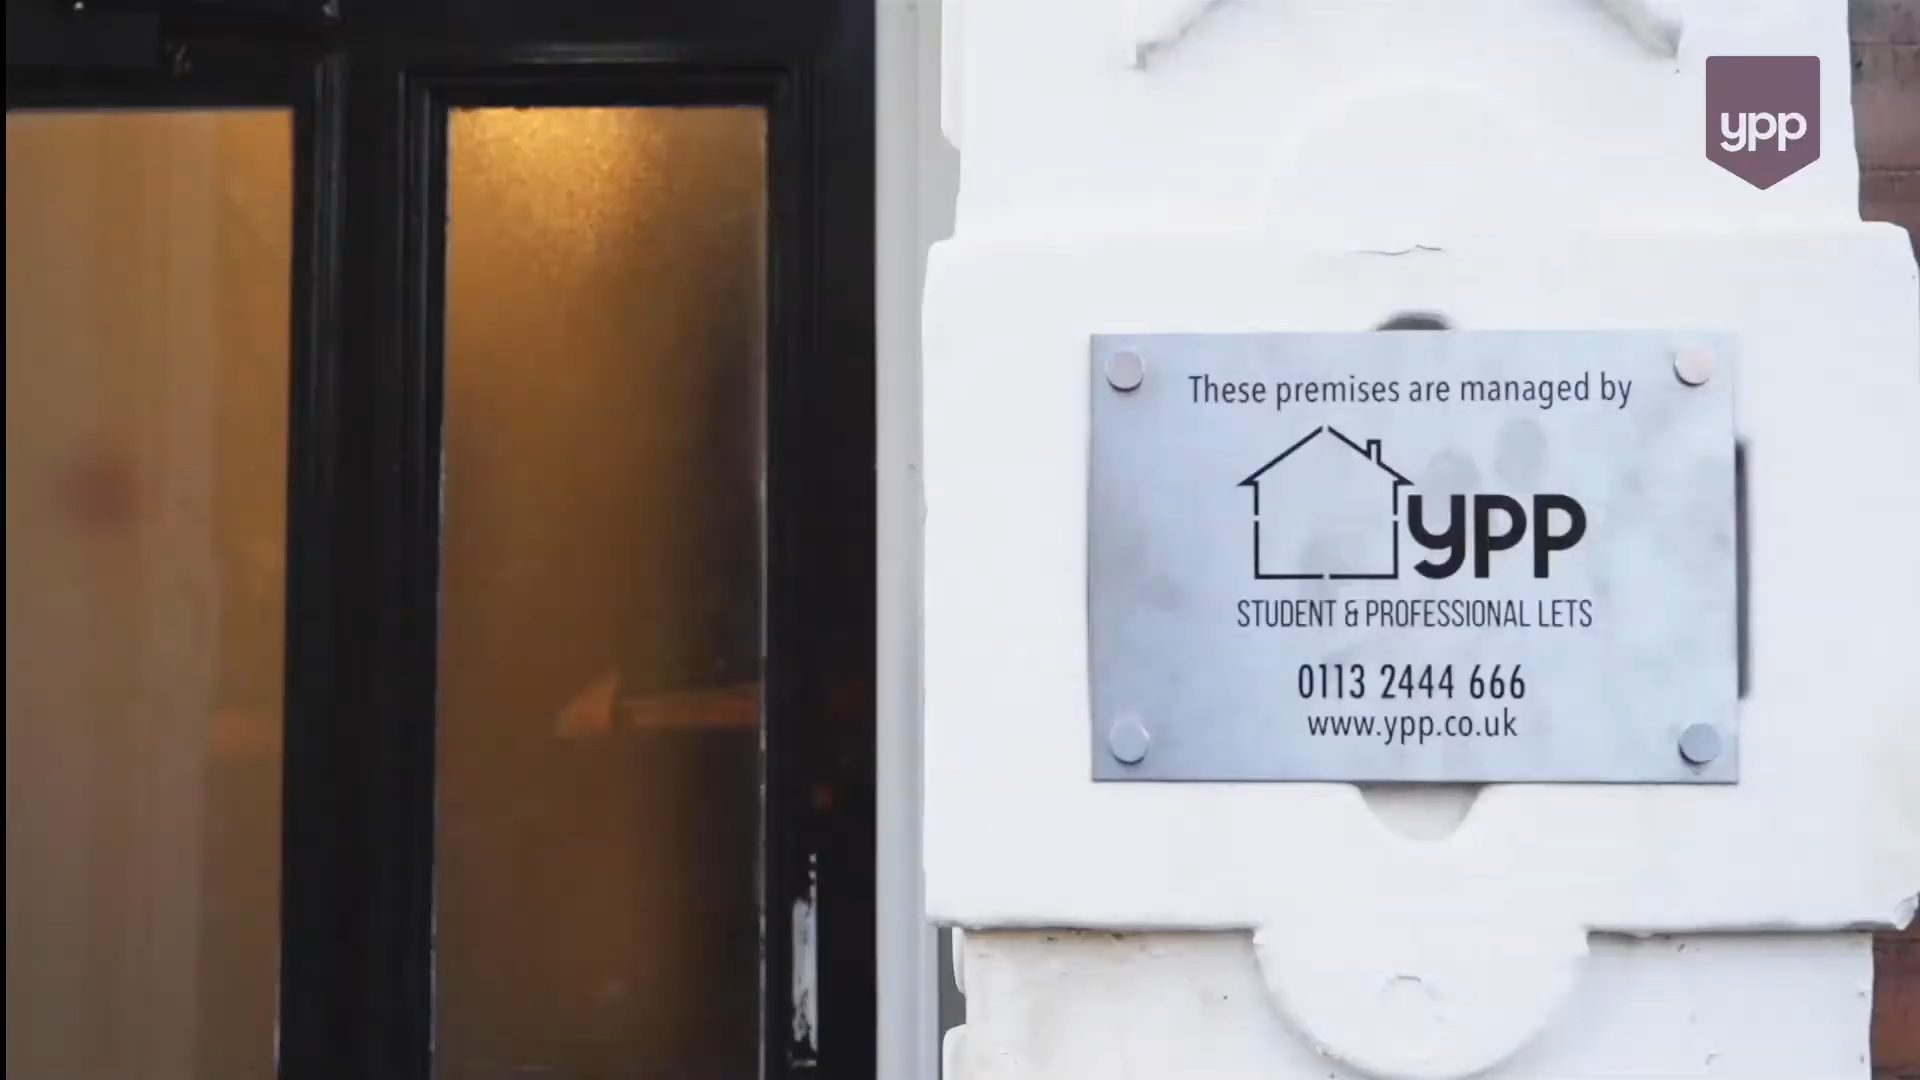 ypp
These premises are managed by
YPP
STUDENT & PROFESSIONAL LETS
0113 2444 666
www.ypp.co.uk